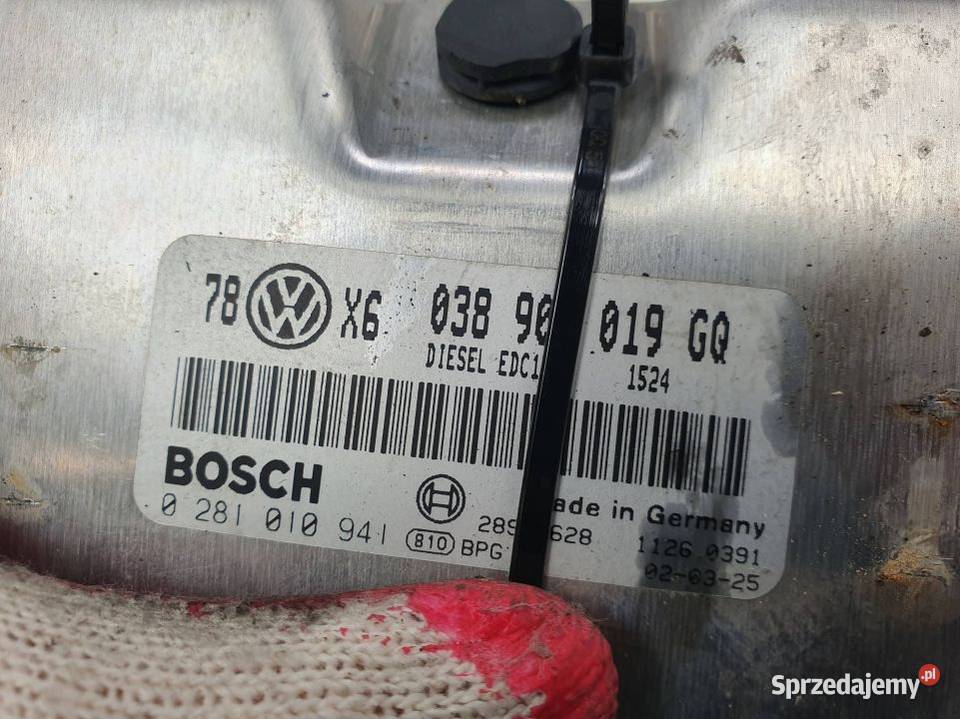 78 VW X6 038 90 019 GQ
DIESEL EDC1 1524
BOSCH
0 281 010 941
ade in Germany
628 1126 0391
810 BPG
02-03-25
Sprzedajemy.pl